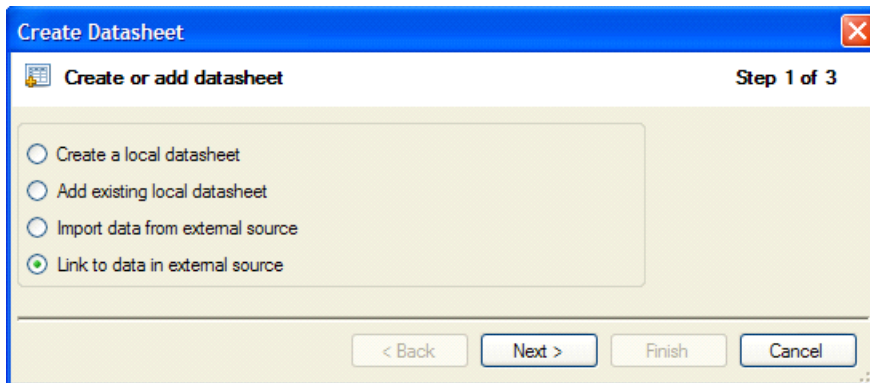 Create Datasheet
Create or add datasheet Step 1 of 3
Create a local datasheet
Add existing local datasheet
Import data from external source
Link to data in external source
< Back Next > Finish Cancel